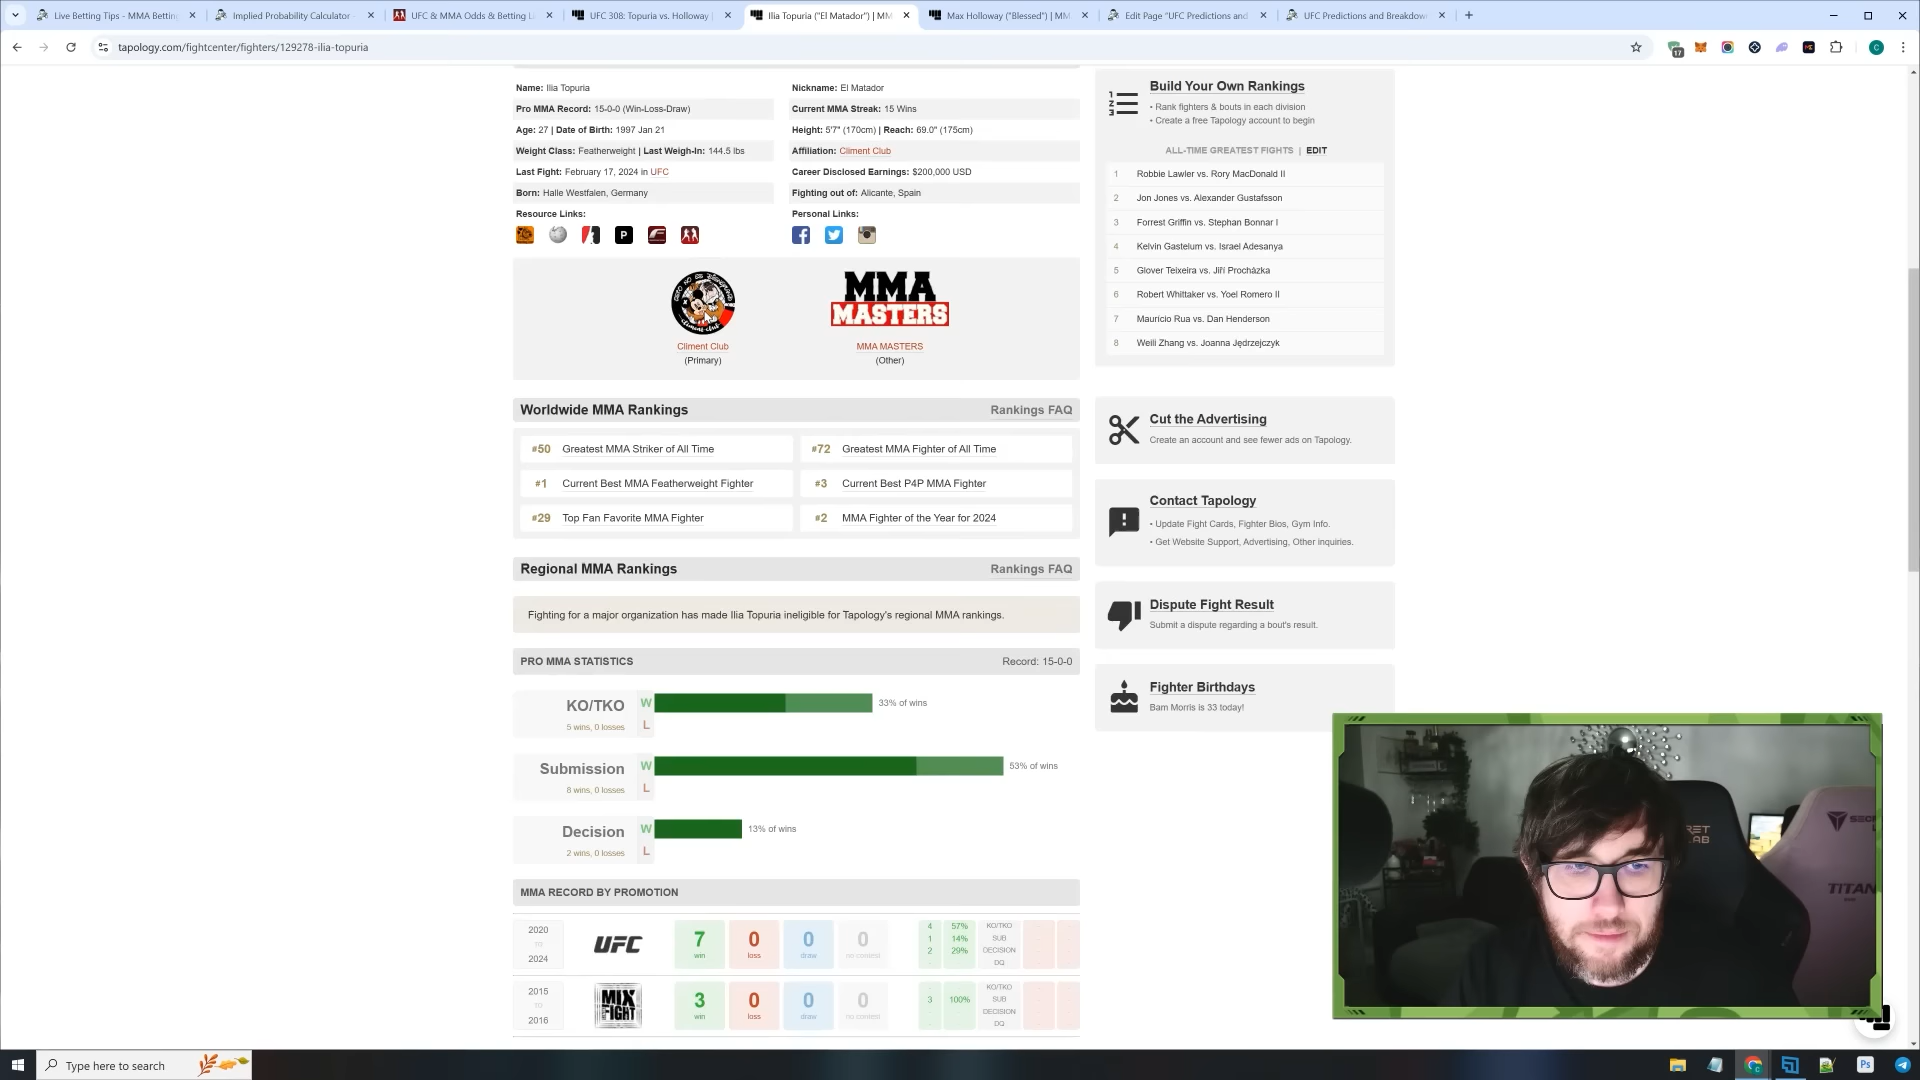 Live Betting Tips - MMA Betting
Implied Probability Calculator
UFC & MMA Odds & Betting Li
UFC 308: Topuria vs. Holloway |
Ilia Topuria ("El Matador") | MM
Max Holloway ("Blessed") | MM
Edit Page "UFC Predictions and
UFC Predictions and Breakdown
tapology.com/fightcenter/fighters/129278-ilia-topuria
17
C
Name: Ilia Topuria
Nickname: El Matador
Pro MMA Record: 15-0-0 (Win-Loss-Draw)
Current MMA Streak: 15 Wins
Age: 27 | Date of Birth: 1997 Jan 21
Height: 5'7" (170cm) | Reach: 69.0" (175cm)
Weight Class: Featherweight | Last Weigh-In: 144.5 lbs
Affiliation: Climent Club
Last Fight: February 17, 2024 in UFC
Career Disclosed Earnings: $200,000 USD
Born: Halle Westfalen, Germany
Fighting out of: Alicante, Spain
Resource Links:
Personal Links:
P
MMA
MASTERS
Climent Club
(Primary)
MMA MASTERS
(Other)
Worldwide MMA Rankings
Rankings FAQ
#50 Greatest MMA Striker of All Time
#72 Greatest MMA Fighter of All Time
#1 Current Best MMA Featherweight Fighter
#3 Current Best P4P MMA Fighter
#29 Top Fan Favorite MMA Fighter
#2 MMA Fighter of the Year for 2024
Regional MMA Rankings
Rankings FAQ
Fighting for a major organization has made Ilia Topuria ineligible for Tapology's regional MMA rankings.
PRO MMA STATISTICS
Record: 15-0-0
KO/TKO W 33% of wins
5 wins, 0 losses L
Submission W 53% of wins
8 wins, 0 losses L
Decision W 13% of wins
2 wins, 0 losses L
MMA RECORD BY PROMOTION
2020
TO
2024
UFC
7
win
0
loss
0
draw
0
no contest
4 57% KO/TKO
1 14% SUB
2 29% DECISION
DQ
2015
TO
2016
MIX
FIGHT
3
win
0
loss
0
draw
0
no contest
KO/TKO
3 100% SUB
DECISION
DQ
Build Your Own Rankings
• Rank fighters & bouts in each division
• Create a free Tapology account to begin
ALL-TIME GREATEST FIGHTS | EDIT
1 Robbie Lawler vs. Rory MacDonald II
2 Jon Jones vs. Alexander Gustafsson
3 Forrest Griffin vs. Stephan Bonnar I
4 Kelvin Gastelum vs. Israel Adesanya
5 Glover Teixeira vs. Jiří Procházka
6 Robert Whittaker vs. Yoel Romero II
7 Maurício Rua vs. Dan Henderson
8 Weili Zhang vs. Joanna Jędrzejczyk
Cut the Advertising
Create an account and see fewer ads on Tapology.
Contact Tapology
• Update Fight Cards, Fighter Bios, Gym Info.
• Get Website Support, Advertising, Other inquiries.
Dispute Fight Result
Submit a dispute regarding a bout's result.
Fighter Birthdays
Bam Morris is 33 today!
TITAN
Type here to search
Ps